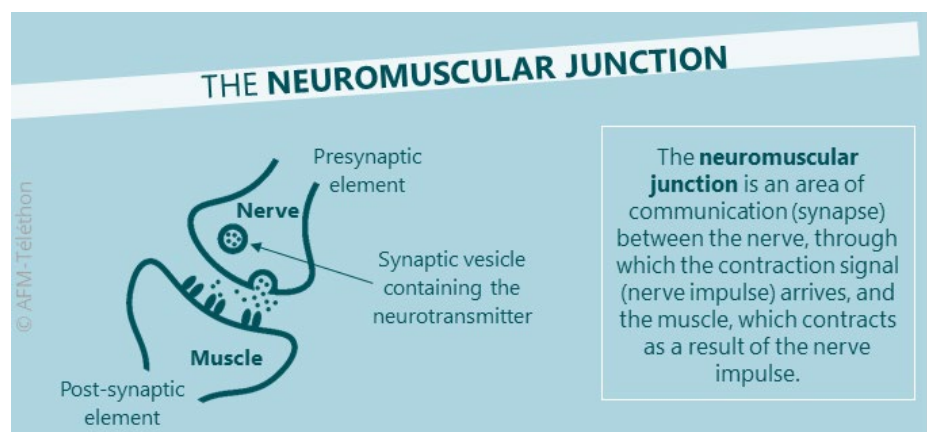 THE NEUROMUSCULAR JUNCTION
Presynaptic
element
Nerve
Synaptic vesicle
containing the
neurotransmitter
Muscle
Post-synaptic
element
The neuromuscular
junction is an area of
communication (synapse)
between the nerve, through
which the contraction signal
(nerve impulse) arrives, and
the muscle, which contracts
as a result of the nerve
impulse.
© AFM-Téléthon